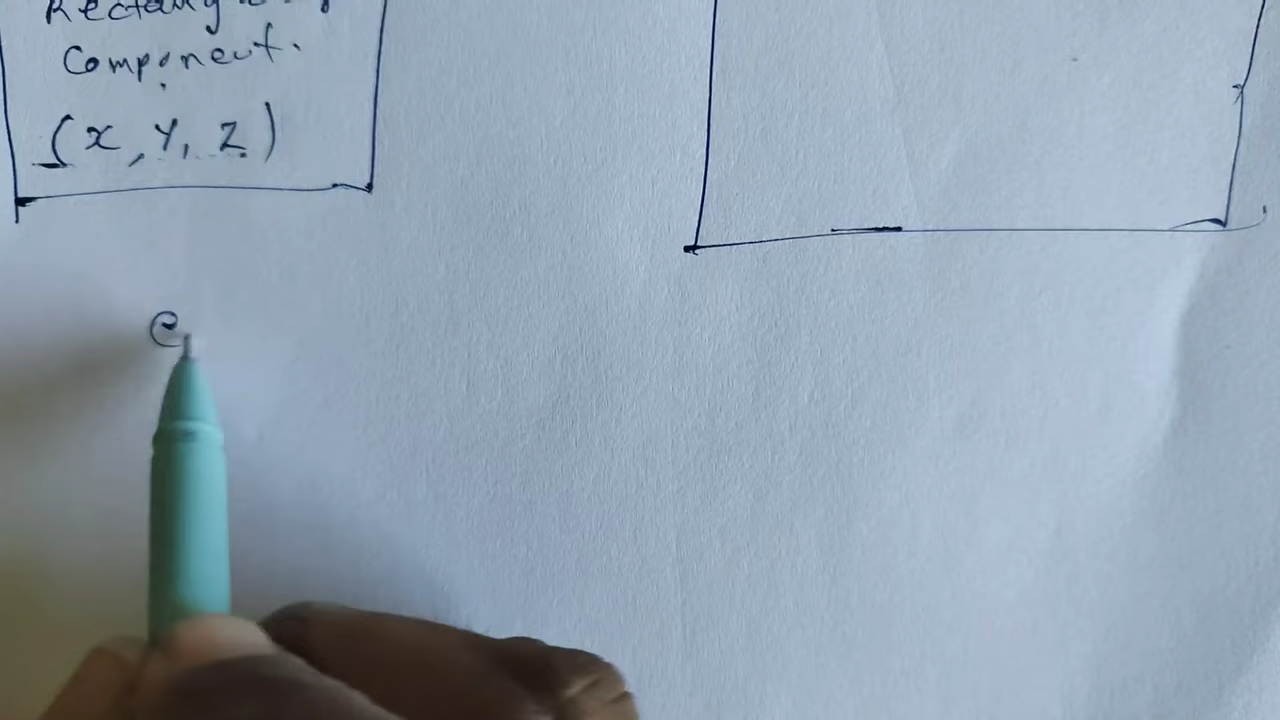 Component.
(x, y, z)
e